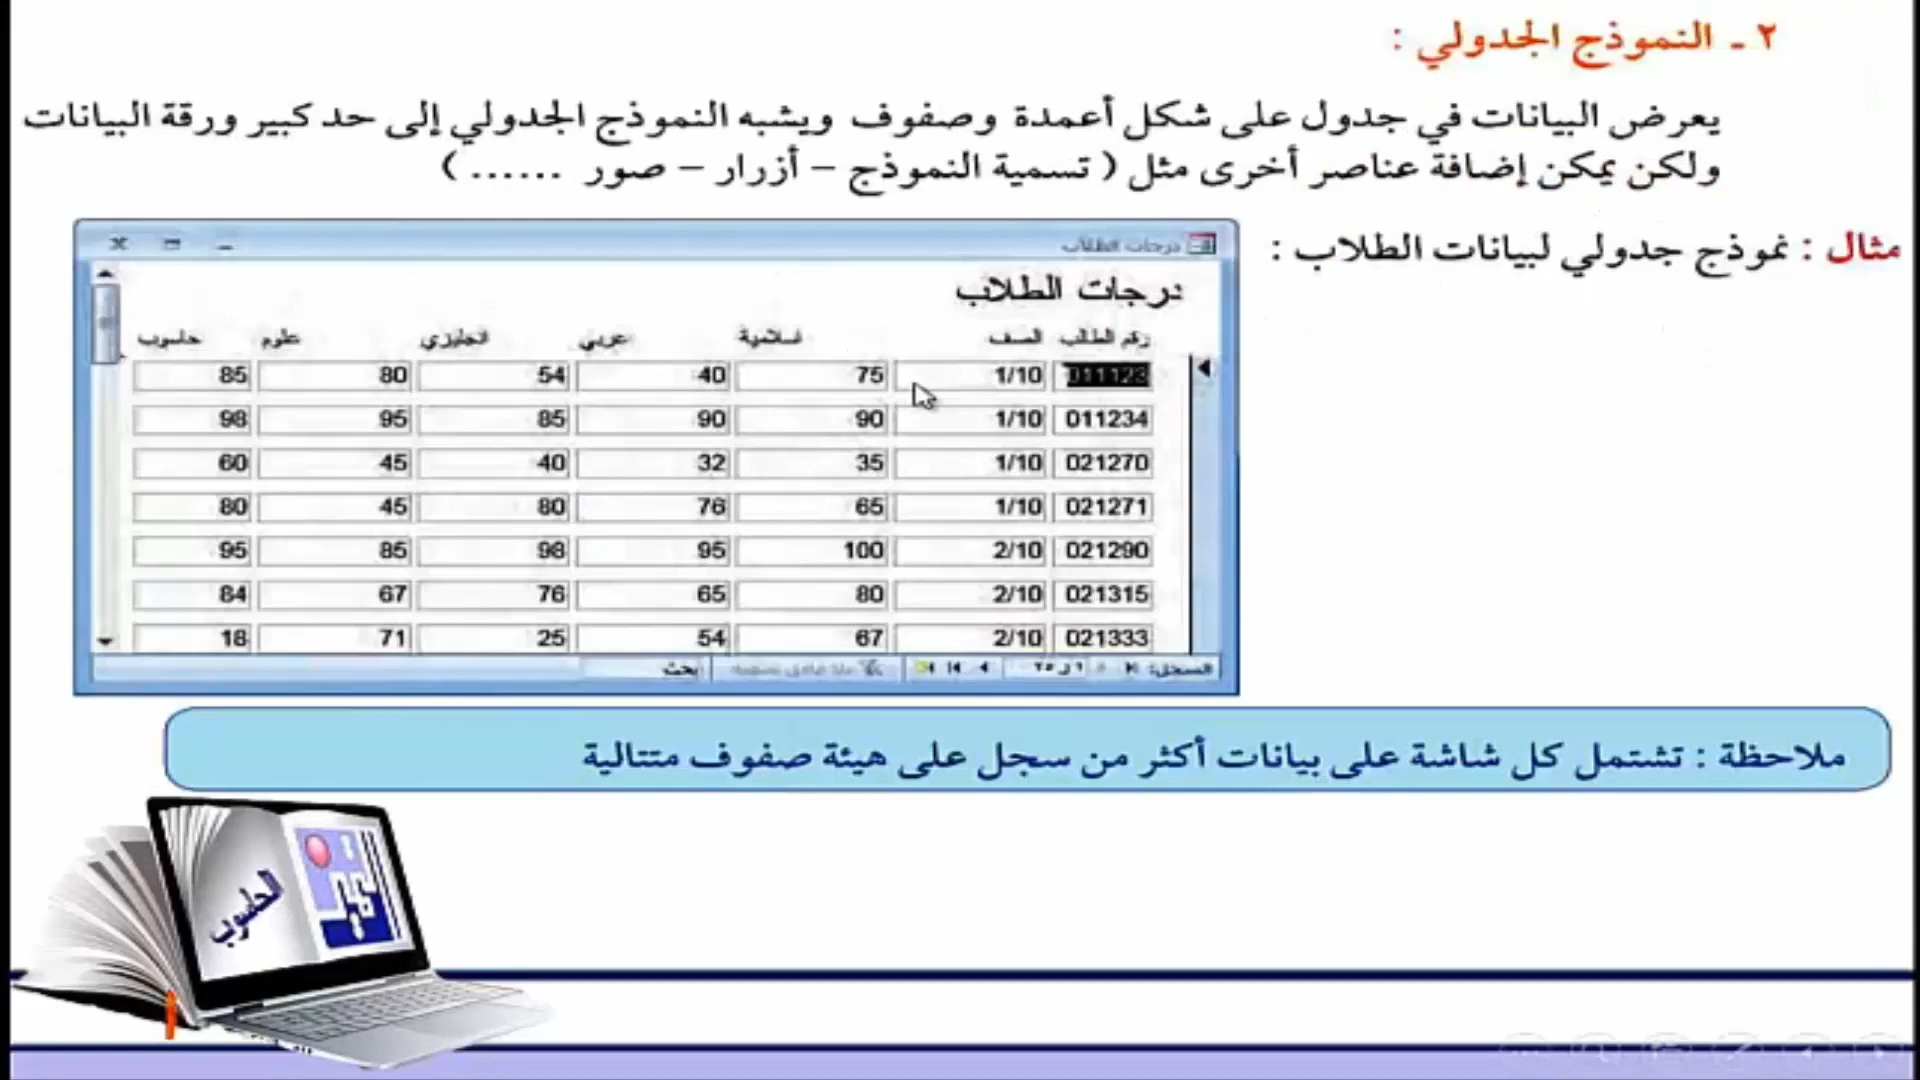 ٢ - النموذج الجدولي :
يعرض البيانات في جدول على شكل أعمدة وصفوف ويشبه النموذج الجدولي إلى حد كبير ورقة البيانات
ولكن يمكن إضافة عناصر أخرى مثل ( تسمية النموذج – أزرار – صور ...... )
مثال : نموذج جدولي لبيانات الطلاب :
درجات الطلاب
درجات الطلاب
رقم الطالب الصف اسلامية عربي انجليزي علوم حاسوب
011123 1/10 75 40 54 80 85
011234 1/10 90 90 85 95 98
021270 1/10 35 32 40 45 60
021271 1/10 65 76 80 45 80
021290 2/10 100 95 98 85 95
021315 2/10 80 65 76 67 84
021333 2/10 67 54 25 71 18
السجل: بحث
ملاحظة : تشتمل كل شاشة على بيانات أكثر من سجل على هيئة صفوف متتالية
الحاسوب